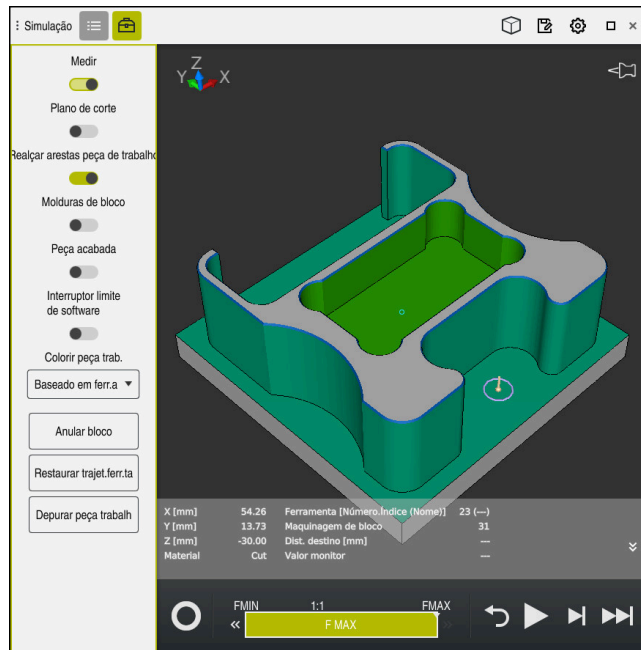 Simulação
Medir
Plano de corte
Realçar arestas peça de trabalho
Molduras de bloco
Peça acabada
Interruptor limite
de software
Colorir peça trab.
Baseado em ferr.a
Anular bloco
Restaurar trajet.ferr.ta
Depurar peça trabalh
Z
Y X
X [mm] 54.26 Ferramenta [Número.Índice (Nome)] 23 (---)
Y [mm] 13.73 Maquinagem de bloco 31
Z [mm] -30.00 Dist. destino [mm] ---
Material Cut Valor monitor ---
FMIN 1:1 FMAX
F MAX